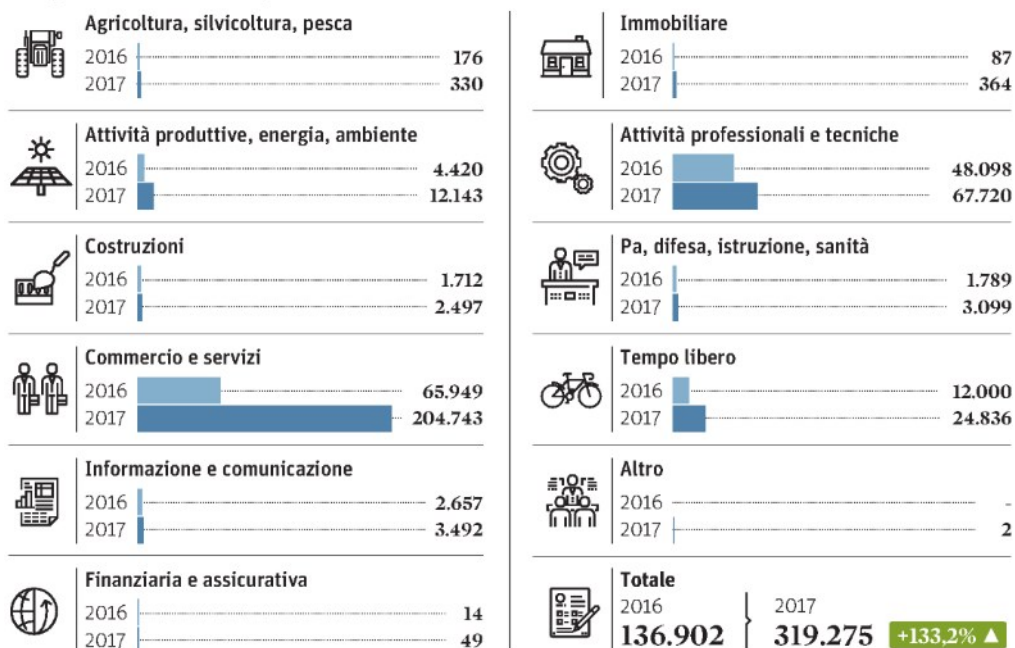 Agricoltura, silvicoltura, pesca
2016 176
2017 330
Attività produttive, energia, ambiente
2016 4.420
2017 12.143
Costruzioni
2016 1.712
2017 2.497
Commercio e servizi
2016 65.949
2017 204.743
Informazione e comunicazione
2016 2.657
2017 3.492
Finanziaria e assicurativa
2016 14
2017 49
Immobiliare
2016 87
2017 364
Attività professionali e tecniche
2016 48.098
2017 67.720
Pa, difesa, istruzione, sanità
2016 1.789
2017 3.099
Tempo libero
2016 12.000
2017 24.836
Altro
2016 -
2017 2
Totale
2016 2017
136.902 319.275 +133,2% ▲